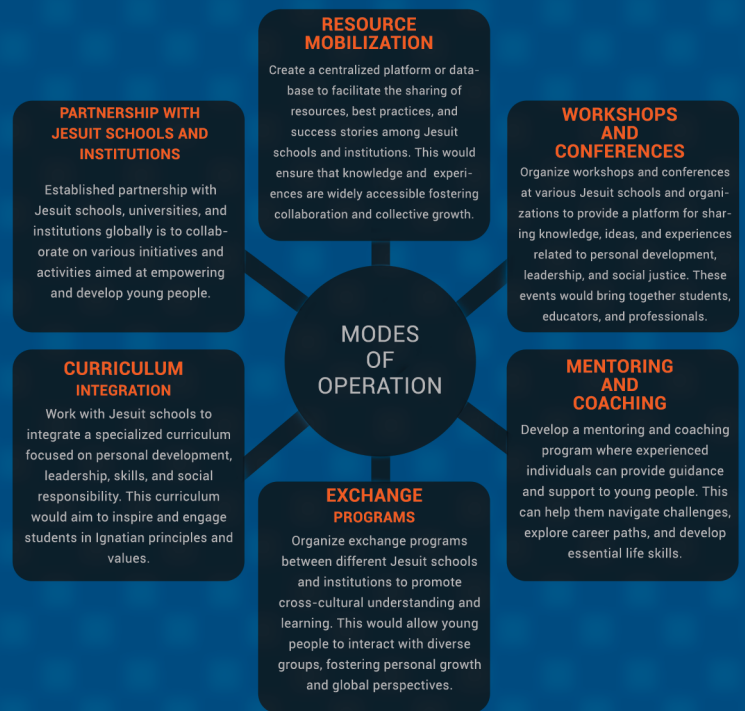 RESOURCE
MOBILIZATION
Create a centralized platform or data-
base to facilitate the sharing of
resources, best practices, and
success stories among Jesuit
schools and institutions. This would
ensure that knowledge and experi-
ences are widely accessible fostering
collaboration and collective growth.
PARTNERSHIP WITH
JESUIT SCHOOLS AND
INSTITUTIONS
Established partnership with
Jesuit schools, universities, and
institutions globally is to collab-
orate on various initiatives and
activities aimed at empowering
and develop young people.
WORKSHOPS
AND
CONFERENCES
Organize workshops and conferences
at various Jesuit schools and organi-
zations to provide a platform for shar-
ing knowledge, ideas, and experiences
related to personal development,
leadership, and social justice. These
events would bring together students,
educators, and professionals.
MODES
OF
OPERATION
CURRICULUM
INTEGRATION
Work with Jesuit schools to
integrate a specialized curriculum
focused on personal development,
leadership, skills, and social
responsibility. This curriculum
would aim to inspire and engage
students in Ignatian principles and
values.
MENTORING
AND
COACHING
Develop a mentoring and coaching
program where experienced
individuals can provide guidance
and support to young people. This
can help them navigate challenges,
explore career paths, and develop
essential life skills.
EXCHANGE
PROGRAMS
Organize exchange programs
between different Jesuit schools
and institutions to promote
cross-cultural understanding and
learning. This would allow young
people to interact with diverse
groups, fostering personal growth
and global perspectives.